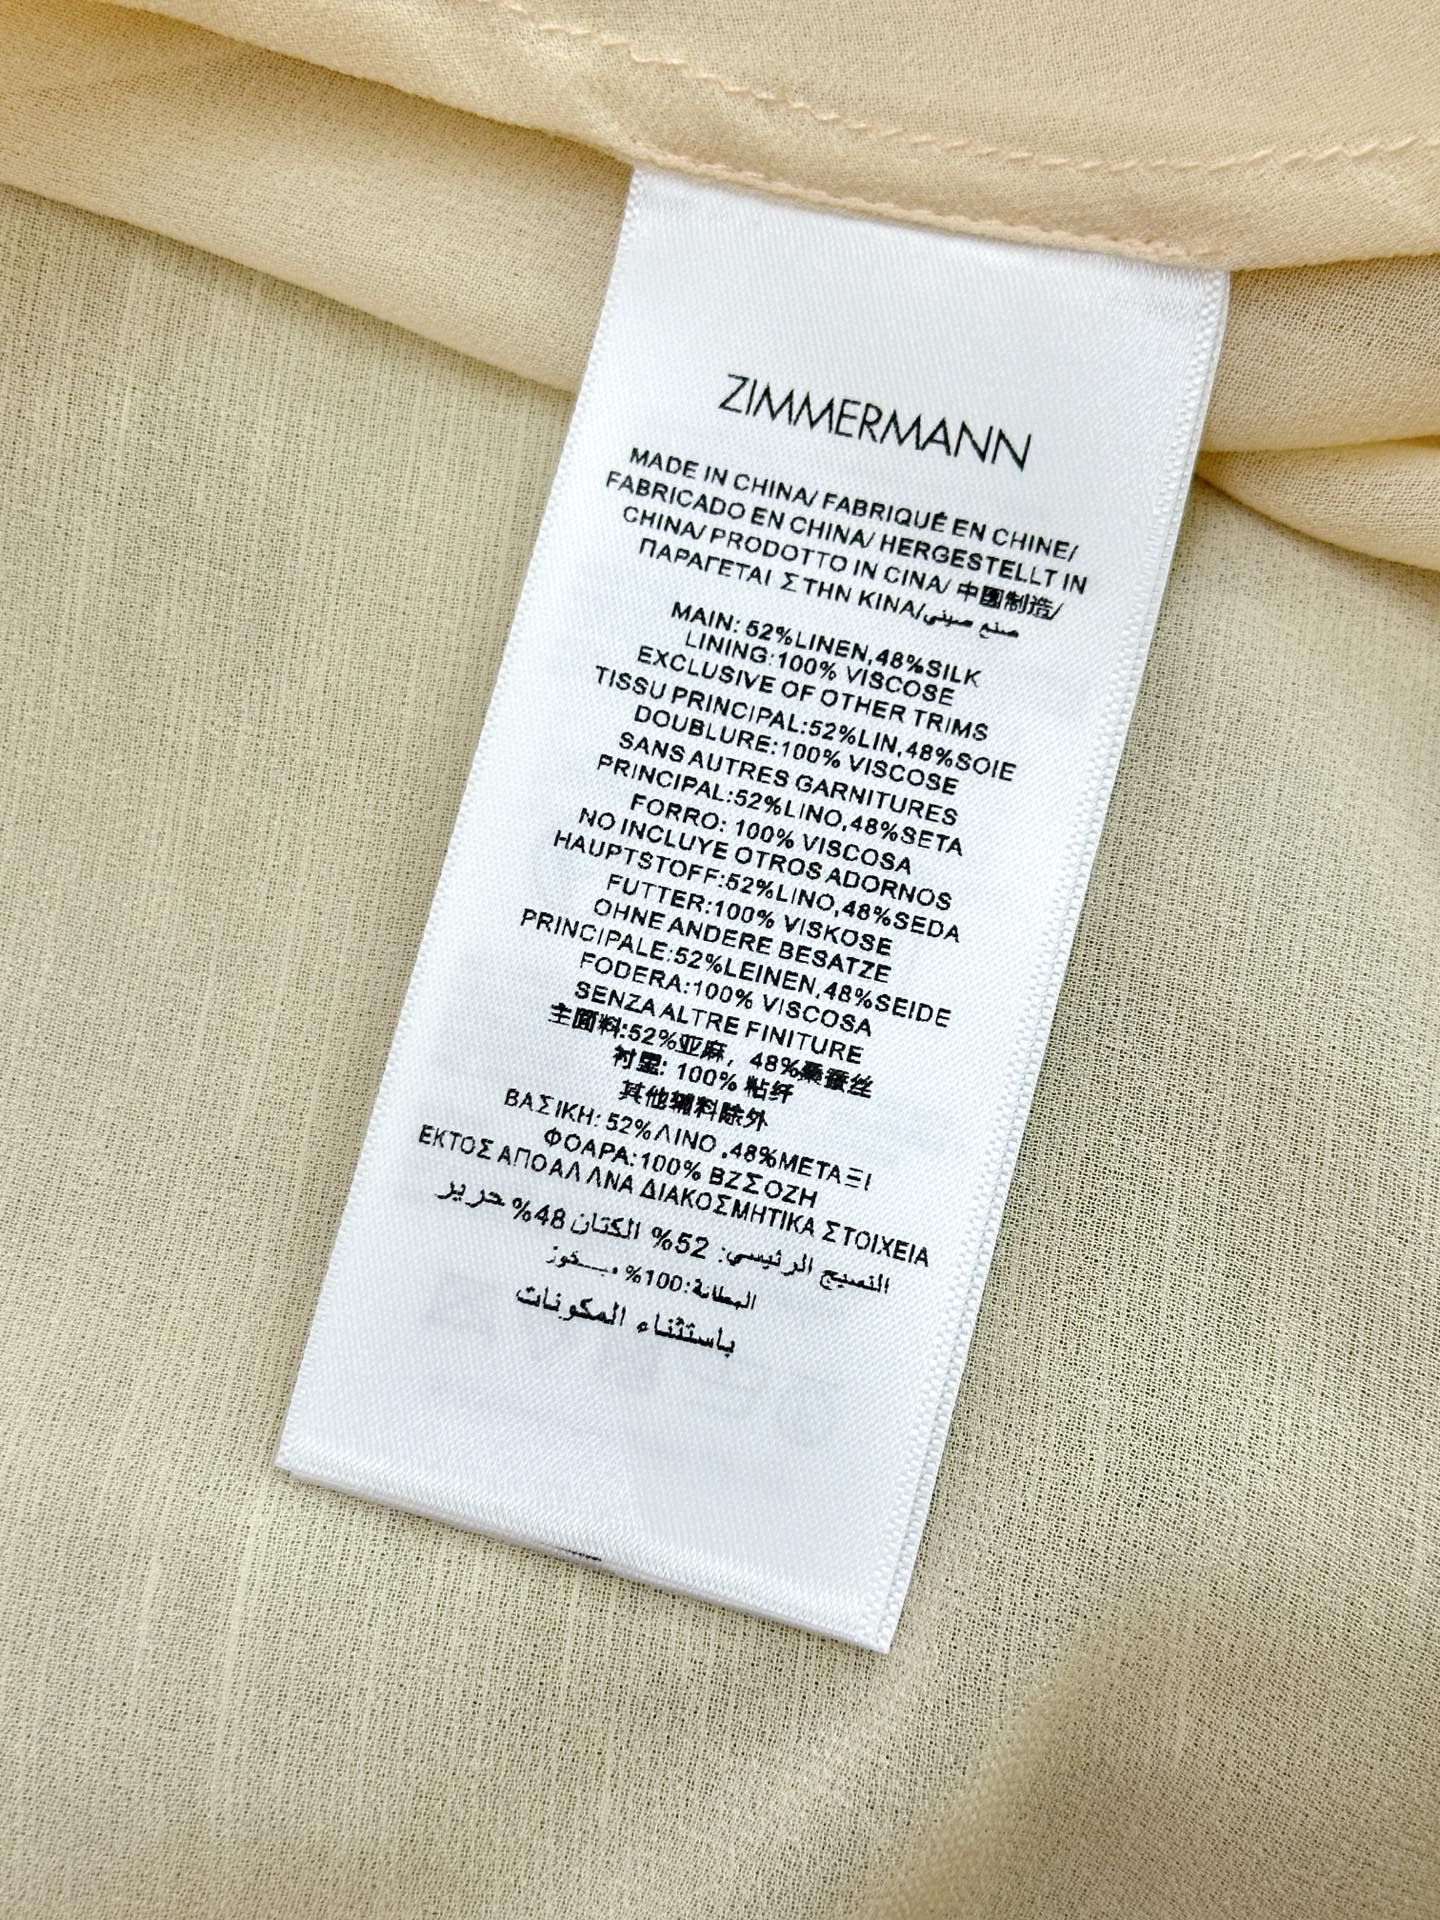 ZIMMERMANN
MADE IN CHINA/ FABRIQUÉ EN CHINE/
FABRICADO EN CHINA/ HERGESTELLT IN
CHINA/ PRODOTTO IN CINA/ 中國制造/
ΠΑΡΑΓΕΤΑΙ ΣΤΗΝ ΚΙΝΑ/صنع صيني
MAIN: 52%LINEN,48%SILK
LINING:100% VISCOSE
EXCLUSIVE OF OTHER TRIMS
TISSU PRINCIPAL:52%LIN,48%SOIE
DOUBLURE:100% VISCOSE
SANS AUTRES GARNITURES
PRINCIPAL:52%LINO,48%SETA
FORRO: 100% VISCOSA
NO INCLUYE OTROS ADORNOS
HAUPTSTOFF:52%LINO,48%SEDA
FUTTER:100% VISKOSE
OHNE ANDERE BESATZE
PRINCIPALE:52%LEINEN,48%SEIDE
FODERA:100% VISCOSA
SENZA ALTRE FINITURE
主面料:52%亚麻，48%桑蚕丝
衬里: 100% 粘纤
其他辅料除外
ΒΑΣΙΚΗ: 52%ΛΙΝΟ ,48%ΜΕΤΑΞΙ
ΦΟΑΡΑ:100% ΒΖΣΟΖΗ
ΕΚΤΟΣ ΑΠΟ ΑΛΛΝΑ ΔΙΑΚΟΣΜΗΤΙΚΑ ΣΤΟΙΧΕΙΑ
النسيج الرئيسي: 52% الكتان 48% حرير
البطانة:100%
باستثناء المكونات